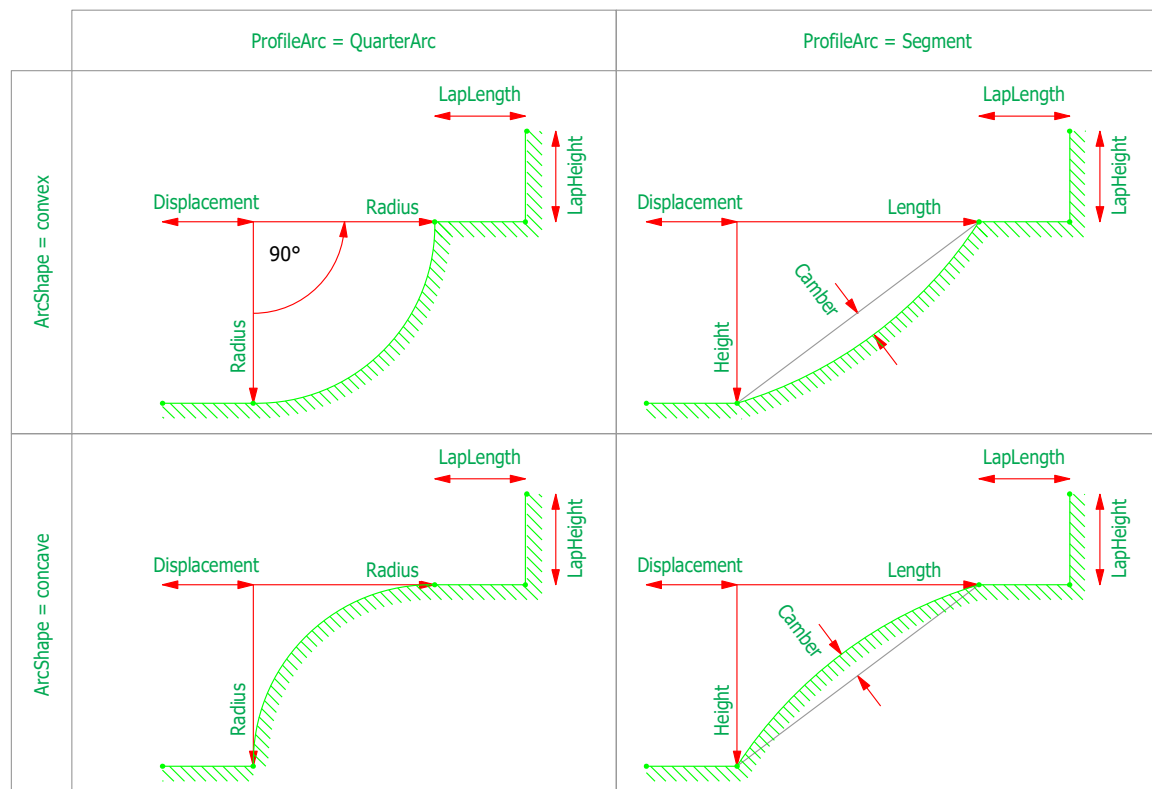 ProfileArc = QuarterArc
ProfileArc = Segment
ArcShape = convex
LapLength
LapHeight
Displacement
Radius
90°
Radius
LapLength
LapHeight
Displacement
Length
Camber
Height
ArcShape = concave
LapLength
LapHeight
Displacement
Radius
Radius
LapLength
LapHeight
Displacement
Length
Camber
Height